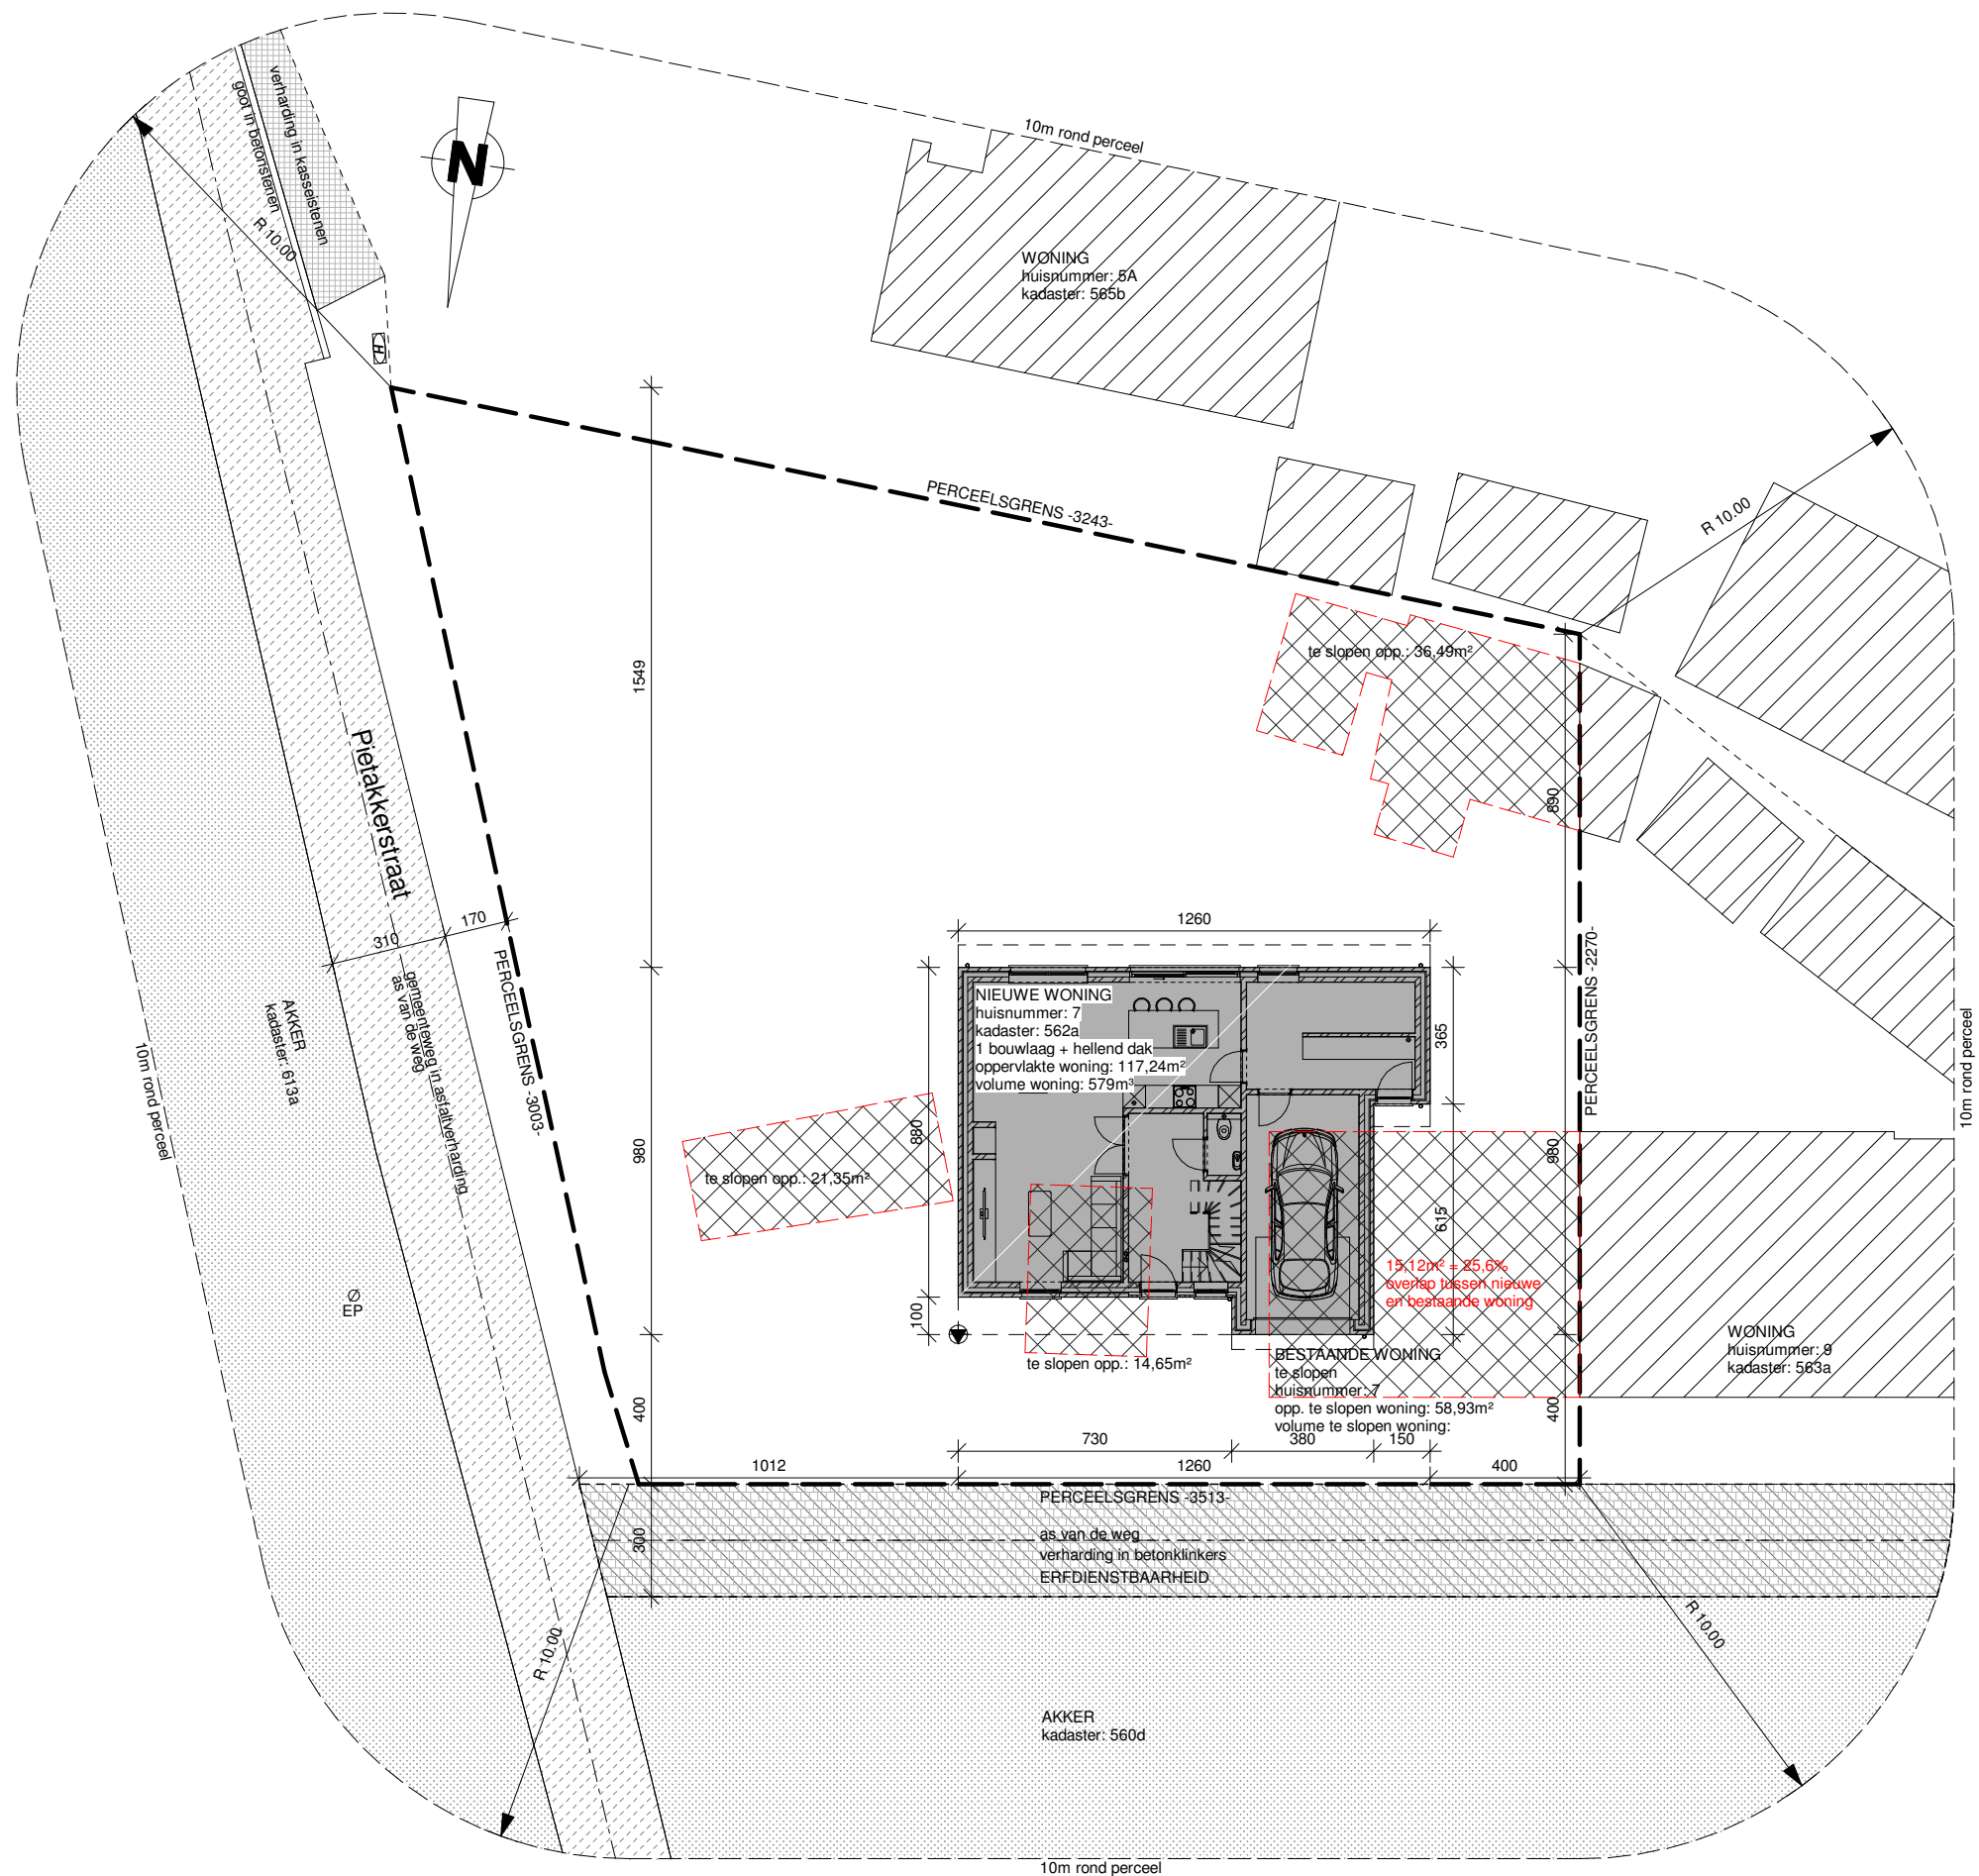 verharding in kasseistenen
goot in betonstenen
R 10.00
N
10m rond perceel
WONING
huisnummer: 5A
kadaster: 565b
H
PERCEELSGRENS -3243-
R 10.00
te slopen opp.: 36,49m²
1549
890
Pietakkerstraat
170
310
gemeenteweg in asfaltverharding
as van de weg
PERCEELSGRENS -3003-
AKKER
kadaster: 613a
10m rond perceel
EP
1260
NIEUWE WONING
huisnummer: 7
kadaster: 562a
1 bouwlaag + hellend dak
oppervlakte woning: 117,24m²
volume woning: 579m³
365
PERCEELSGRENS -2270-
10m rond perceel
880
980
980
615
100
te slopen opp.: 21,35m²
15,12m² = 25,6%
overlap tussen nieuwe
en bestaande woning
te slopen opp.: 14,65m²
BESTAANDE WONING
te slopen
huisnummer: 7
opp. te slopen woning: 58,93m²
volume te slopen woning:
WONING
huisnummer: 9
kadaster: 563a
400
400
730
380
150
1012
1260
400
PERCEELSGRENS -3513-
300
as van de weg
verharding in betonklinkers
ERFDIENSTBAARHEID
R 10.00
R 10.00
AKKER
kadaster: 560d
10m rond perceel